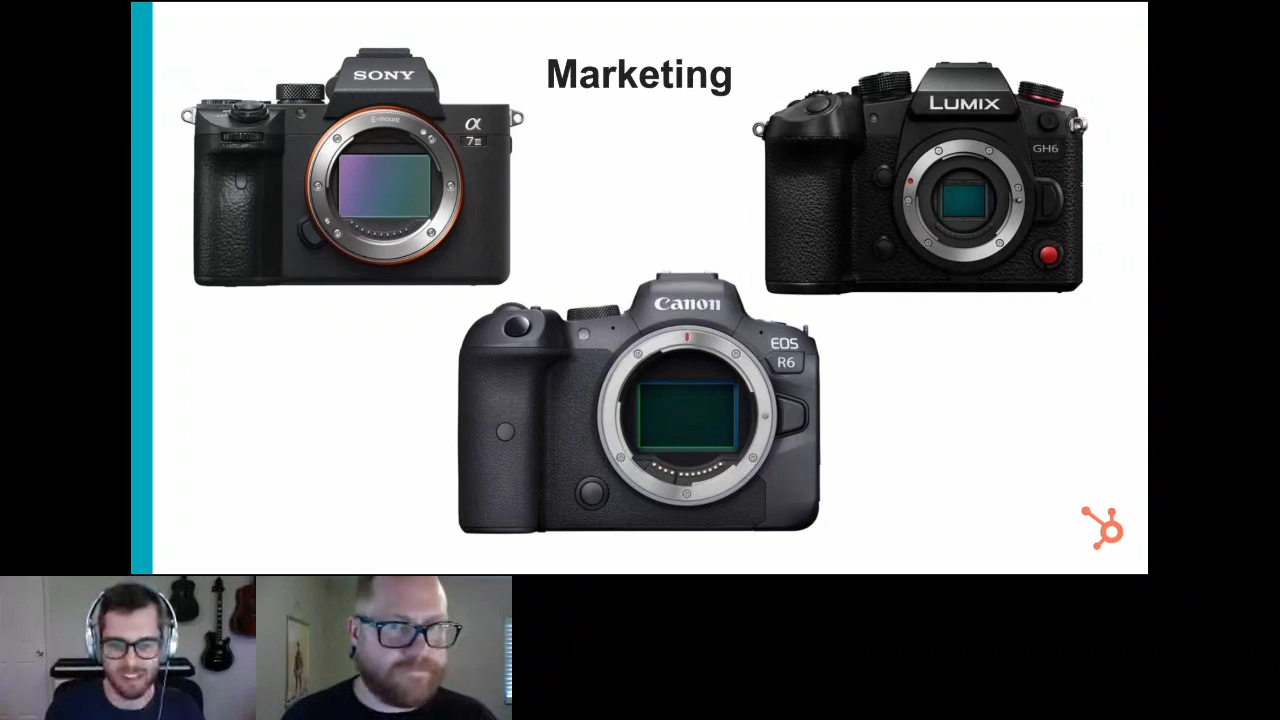 Marketing
SONY
E-mount
α
7III
LUMIX
GH6
Canon
EOS
R6